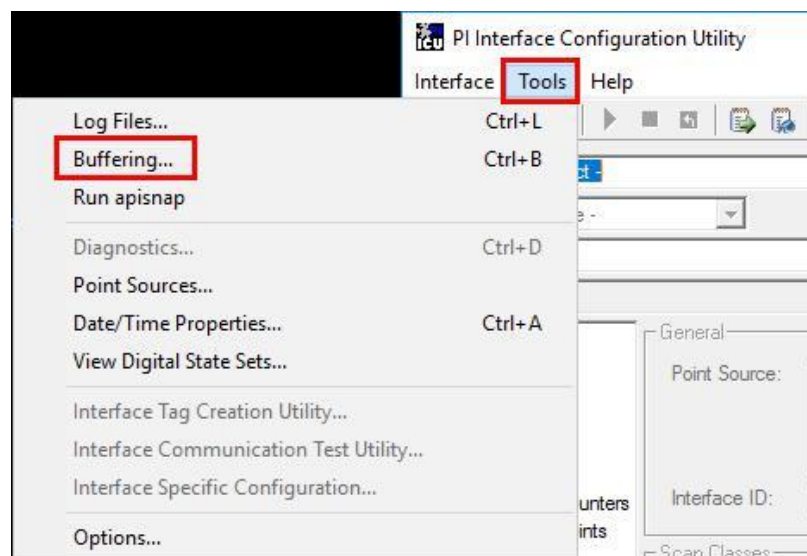 PI Interface Configuration Utility
Interface Tools Help
Log Files... Ctrl+L
Buffering... Ctrl+B
Run apisnap
Diagnostics... Ctrl+D
Point Sources...
Date/Time Properties... Ctrl+A
View Digital State Sets...
Interface Tag Creation Utility...
Interface Communication Test Utility...
Interface Specific Configuration...
Options...
General
Point Source:
Interface ID:
unters
ints
Scan Classes